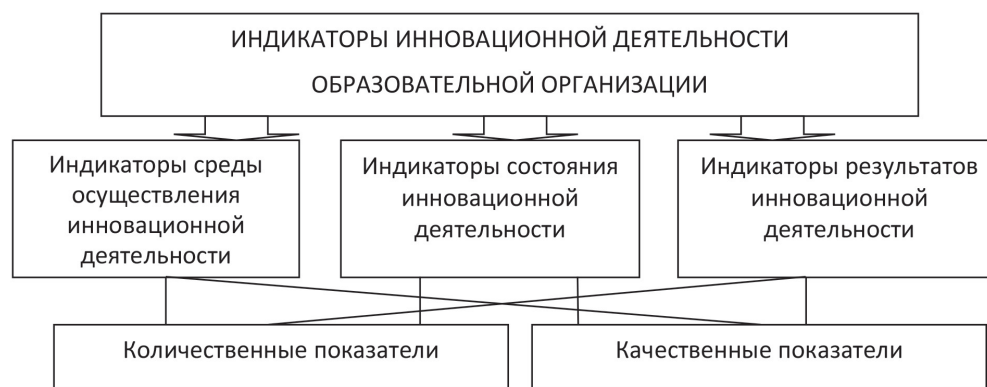 ИНДИКАТОРЫ ИННОВАЦИОННОЙ ДЕЯТЕЛЬНОСТИ
ОБРАЗОВАТЕЛЬНОЙ ОРГАНИЗАЦИИ
Индикаторы среды
осуществления
инновационной
деятельности
Индикаторы состояния
инновационной
деятельности
Индикаторы результатов
инновационной
деятельности
Количественные показатели
Качественные показатели